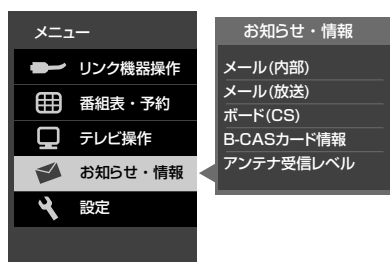 メニュー
リンク機器操作
番組表・予約
テレビ操作
お知らせ・情報
設定
お知らせ・情報
メール(内部)
メール(放送)
ボード(CS)
B-CASカード情報
アンテナ受信レベル